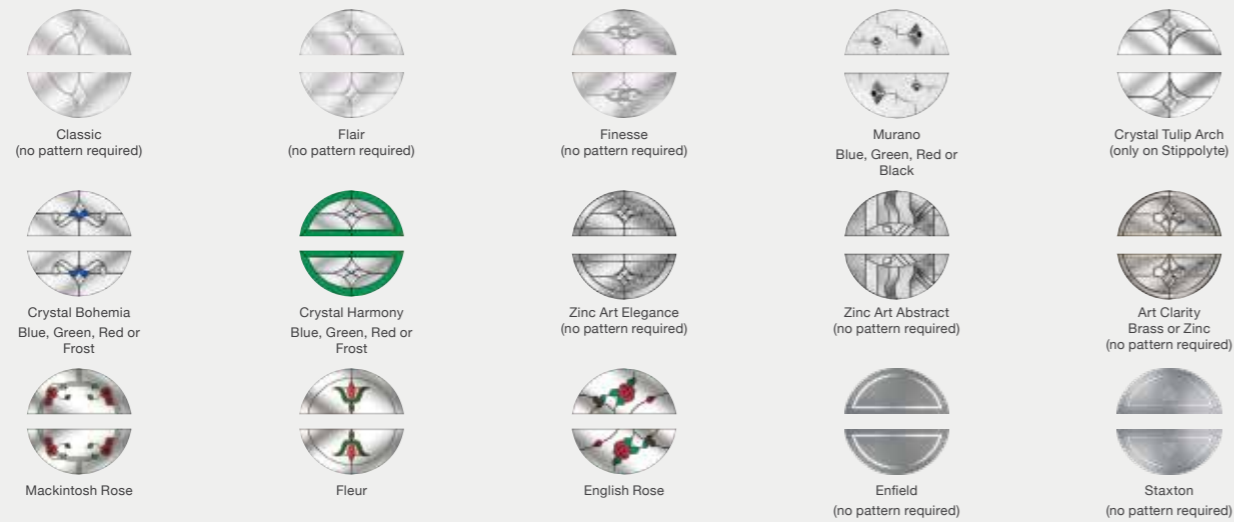 Classic
(no pattern required)
Flair
(no pattern required)
Finesse
(no pattern required)
Murano
Blue, Green, Red or
Black
Crystal Tulip Arch
(only on Stippolyte)
Crystal Bohemia
Blue, Green, Red or
Frost
Crystal Harmony
Blue, Green, Red or
Frost
Zinc Art Elegance
(no pattern required)
Zinc Art Abstract
(no pattern required)
Art Clarity
Brass or Zinc
(no pattern required)
Mackintosh Rose
Fleur
English Rose
Enfield
(no pattern required)
Staxton
(no pattern required)